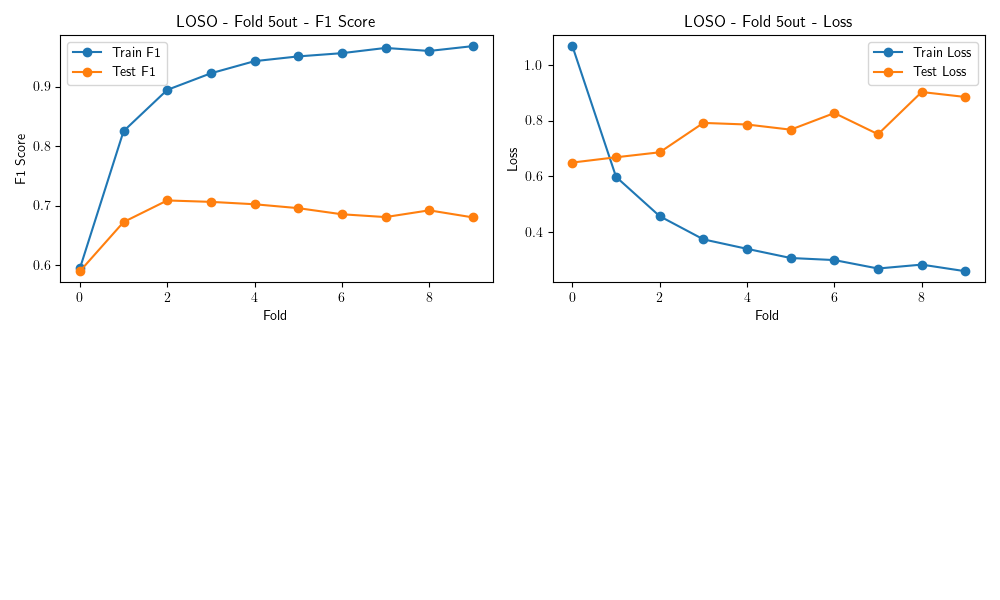 LOSO - Fold 5out - F1 Score
Train F1
Test F1
F1 Score
0.9
0.8
0.7
0.6
0
2
4
6
8
Fold
LOSO - Fold 5out - Loss
Train Loss
Test Loss
Loss
1.0
0.8
0.6
0.4
0
2
4
6
8
Fold